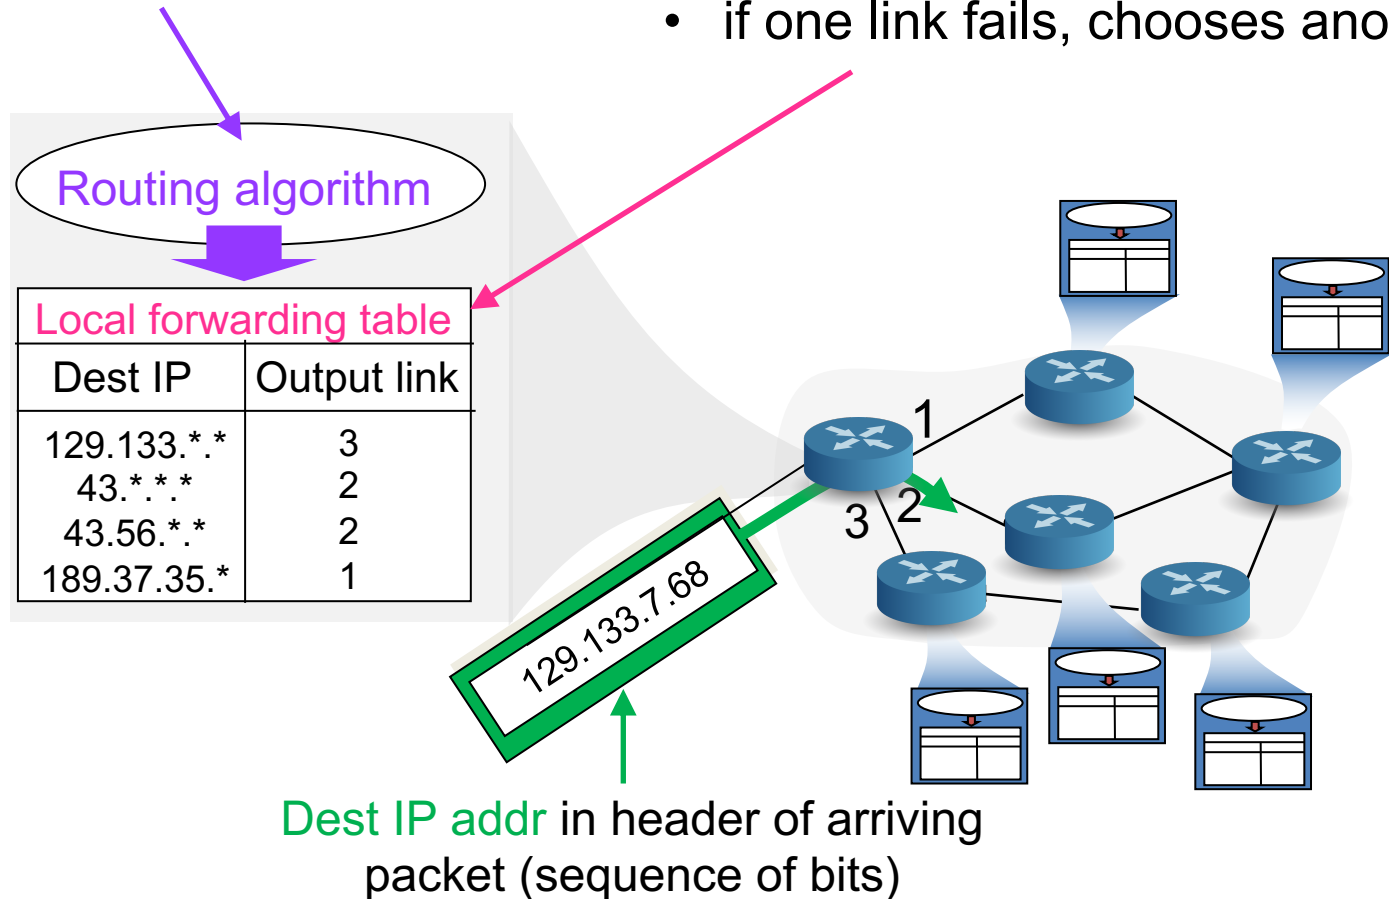 • if one link fails, chooses ano
Routing algorithm
Local forwarding table
Dest IP Output link
129.133.*.* 3
43.*.*.* 2
43.56.*.* 2
189.37.35.* 1
1
2
3
129.133.7.68
Dest IP addr in header of arriving
packet (sequence of bits)